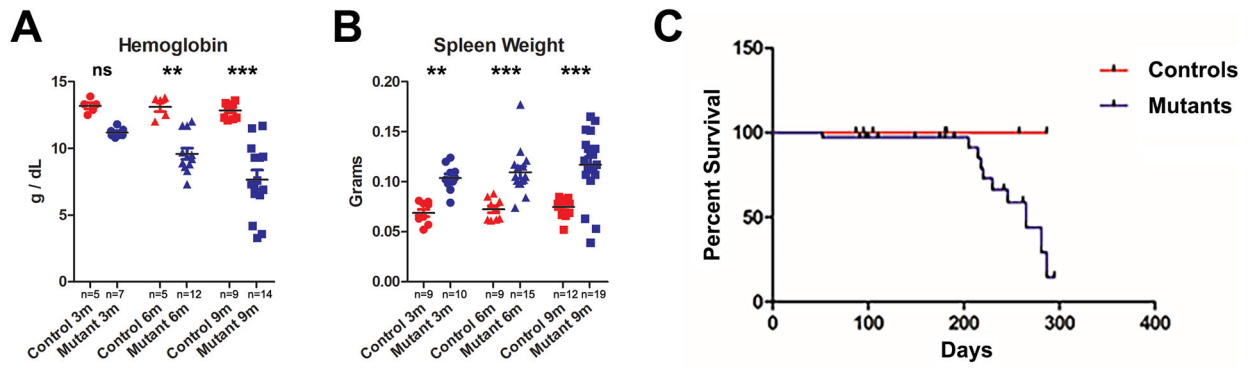 A
Hemoglobin
ns ** ***
15
10
5
0
g / dL
n=5 n=7 n=5 n=12 n=9 n=14
Control 3m
Mutant 3m
Control 6m
Mutant 6m
Control 9m
Mutant 9m
B
Spleen Weight
** *** ***
0.20
0.15
0.10
0.05
0.00
Grams
n=9 n=10 n=9 n=15 n=12 n=19
Control 3m
Mutant 3m
Control 6m
Mutant 6m
Control 9m
Mutant 9m
C
150
100
50
0
Percent Survival
Controls
Mutants
0 100 200 300 400
Days